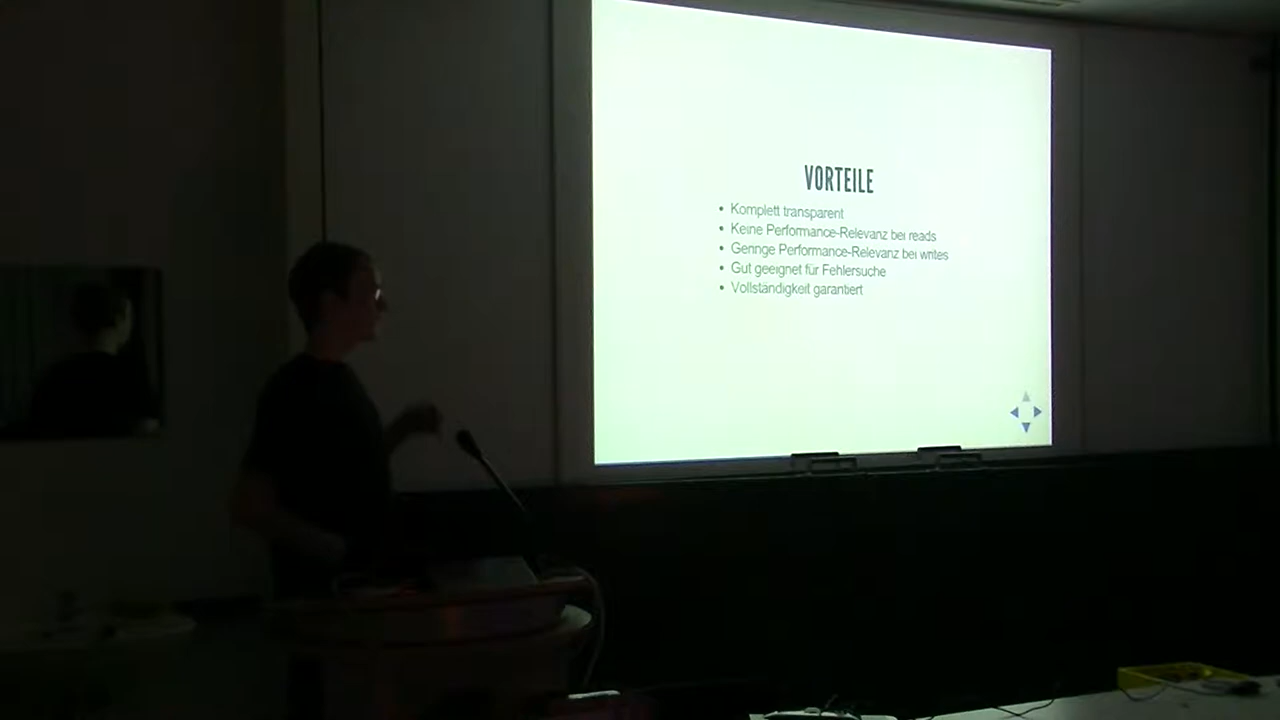 VORTEILE
• Komplett transparent
• Keine Performance-Relevanz bei reads
• Geringe Performance-Relevanz bei writes
• Gut geeignet für Fehlersuche
• Vollständigkeit garantiert